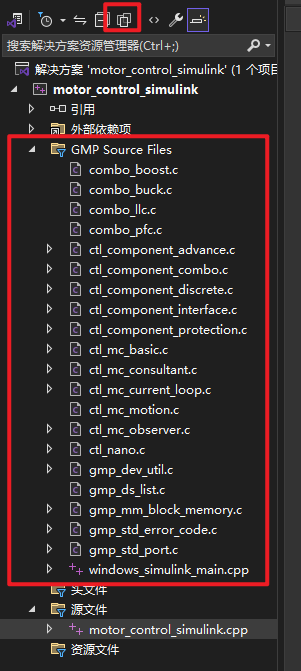 搜索解决方案资源管理器(Ctrl+;)
解决方案 'motor_control_simulink' (1 个项
motor_control_simulink
引用
外部依赖项
GMP Source Files
combo_boost.c
combo_buck.c
combo_llc.c
combo_pfc.c
ctl_component_advance.c
ctl_component_combo.c
ctl_component_discrete.c
ctl_component_interface.c
ctl_component_protection.c
ctl_mc_basic.c
ctl_mc_consultant.c
ctl_mc_current_loop.c
ctl_mc_motion.c
ctl_mc_observer.c
ctl_nano.c
gmp_dev_util.c
gmp_ds_list.c
gmp_mm_block_memory.c
gmp_std_error_code.c
gmp_std_port.c
windows_simulink_main.cpp
头文件
源文件
motor_control_simulink.cpp
资源文件